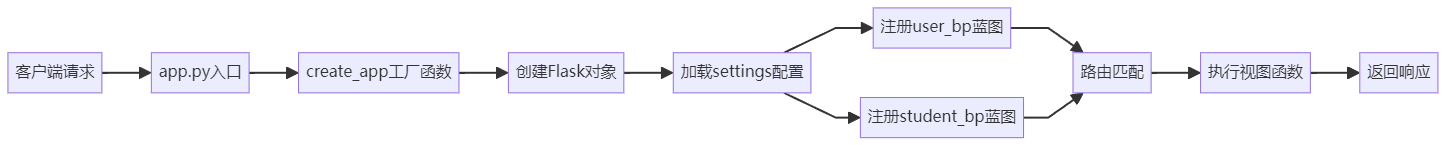 客户端请求
app.py入口
create_app工厂函数
创建Flask对象
加载settings配置
注册user_bp蓝图
注册student_bp蓝图
路由匹配
执行视图函数
返回响应